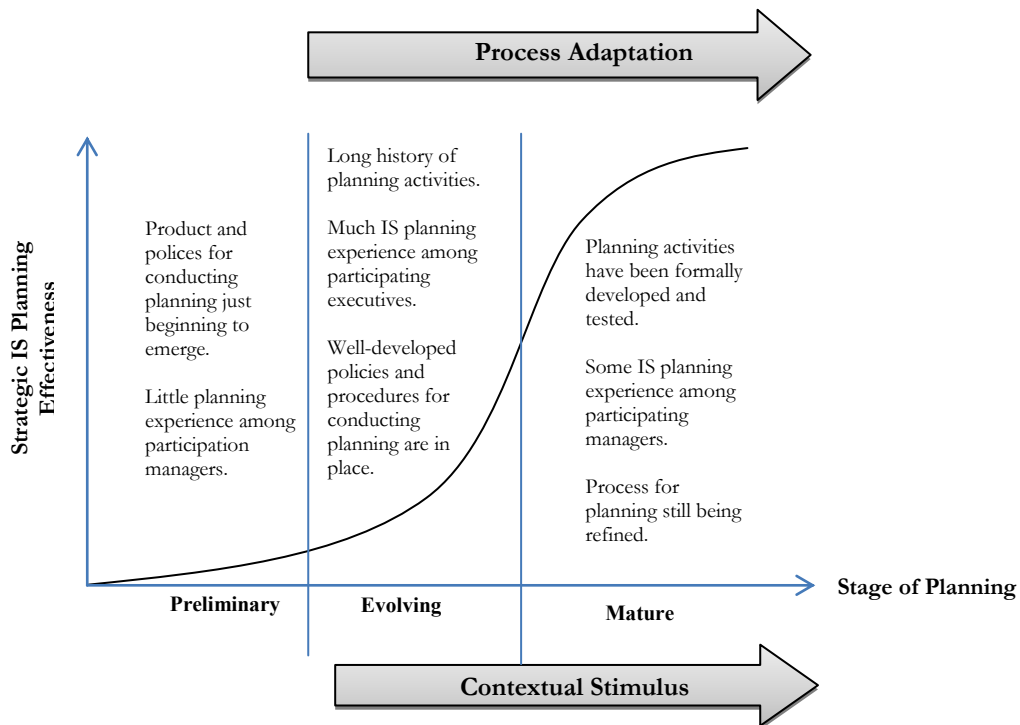 Process Adaptation
Strategic IS Planning
Effectiveness
Product and
polices for
conducting
planning just
beginning to
emerge.
Little planning
experience among
participation
managers.
Long history of
planning activities.
Much IS planning
experience among
participating
executives.
Well-developed
policies and
procedures for
conducting
planning are in
place.
Planning activities
have been formally
developed and
tested.
Some IS planning
experience among
participating
managers.
Process for
planning still being
refined.
Preliminary
Evolving
Mature
Stage of Planning
Contextual Stimulus